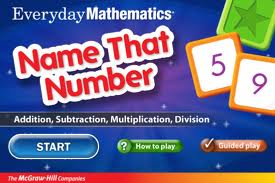 Everyday Mathematics®
Name That
Number
5
9
Addition, Subtraction, Multiplication, Division
START
? How to play
Guided play
The McGraw-Hill Companies